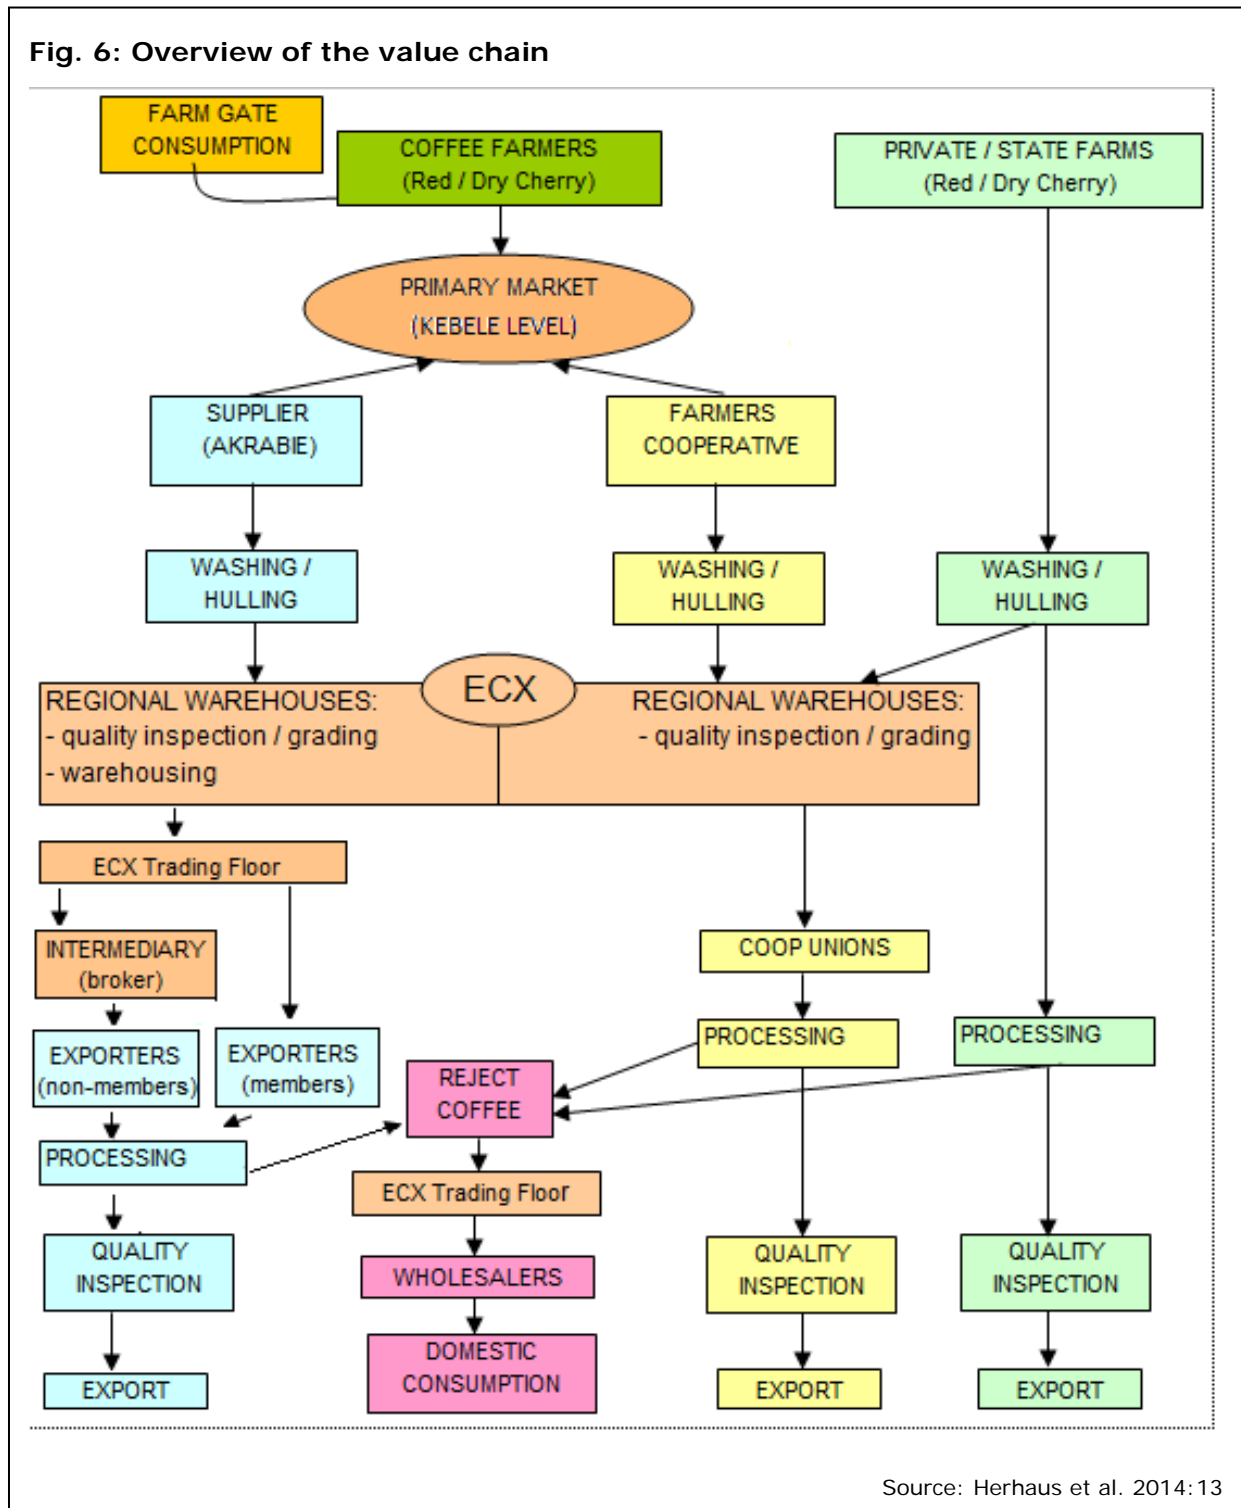 Fig. 6: Overview of the value chain
FARM GATE
CONSUMPTION
COFFEE FARMERS
(Red / Dry Cherry)
PRIVATE / STATE FARMS
(Red / Dry Cherry)
PRIMARY MARKET
(KEBELE LEVEL)
SUPPLIER
(AKRABIE)
FARMERS
COOPERATIVE
WASHING /
HULLING
WASHING /
HULLING
WASHING /
HULLING
ECX
REGIONAL WAREHOUSES:
- quality inspection / grading
- warehousing
REGIONAL WAREHOUSES:
- quality inspection / grading
ECX Trading Floor
INTERMEDIARY
(broker)
COOP UNIONS
EXPORTERS
(non-members)
EXPORTERS
(members)
PROCESSING
PROCESSING
REJECT
COFFEE
PROCESSING
ECX Trading Floor
QUALITY
INSPECTION
WHOLESALERS
QUALITY
INSPECTION
QUALITY
INSPECTION
DOMESTIC
CONSUMPTION
EXPORT
EXPORT
EXPORT
Source: Herhaus et al. 2014:13